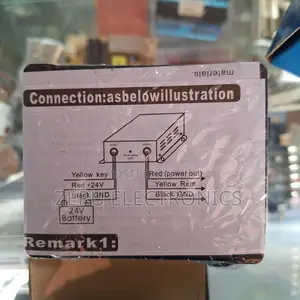 materials.
Connection:asbelowillustration
Yellow key
Red (power out)
Red +24V
Yellow Rem
Black GND
Black GND
24V
Battery
ELECTRONICS
Remark1: